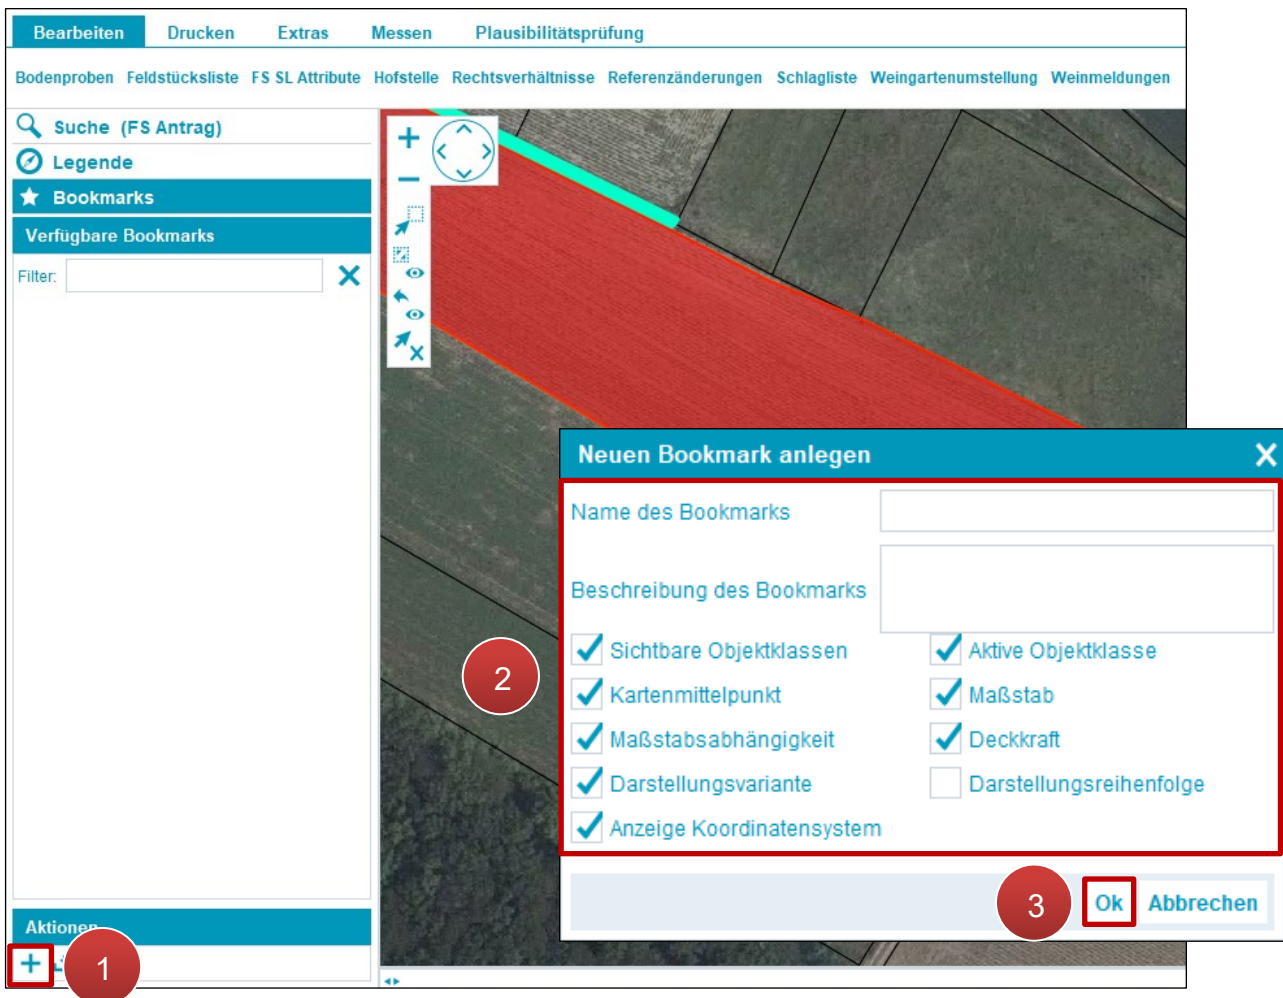 Bearbeiten Drucken Extras Messen Plausibilitätsprüfung
Bodenproben Feldstücksliste FS SL Attribute Hofstelle Rechtsverhältnisse Referenzänderungen Schlagliste Weingartenumstellung Weinmeldungen
Suche (FS Antrag)
Legende
Bookmarks
Verfügbare Bookmarks
Filter:
Neuen Bookmark anlegen
Name des Bookmarks
Beschreibung des Bookmarks
Sichtbare Objektklassen Aktive Objektklasse
2
Kartenmittelpunkt Maßstab
Maßstabsabhängigkeit Deckkraft
Darstellungsvariante Darstellungsreihenfolge
Anzeige Koordinatensystem
3 Ok Abbrechen
Aktionen
1